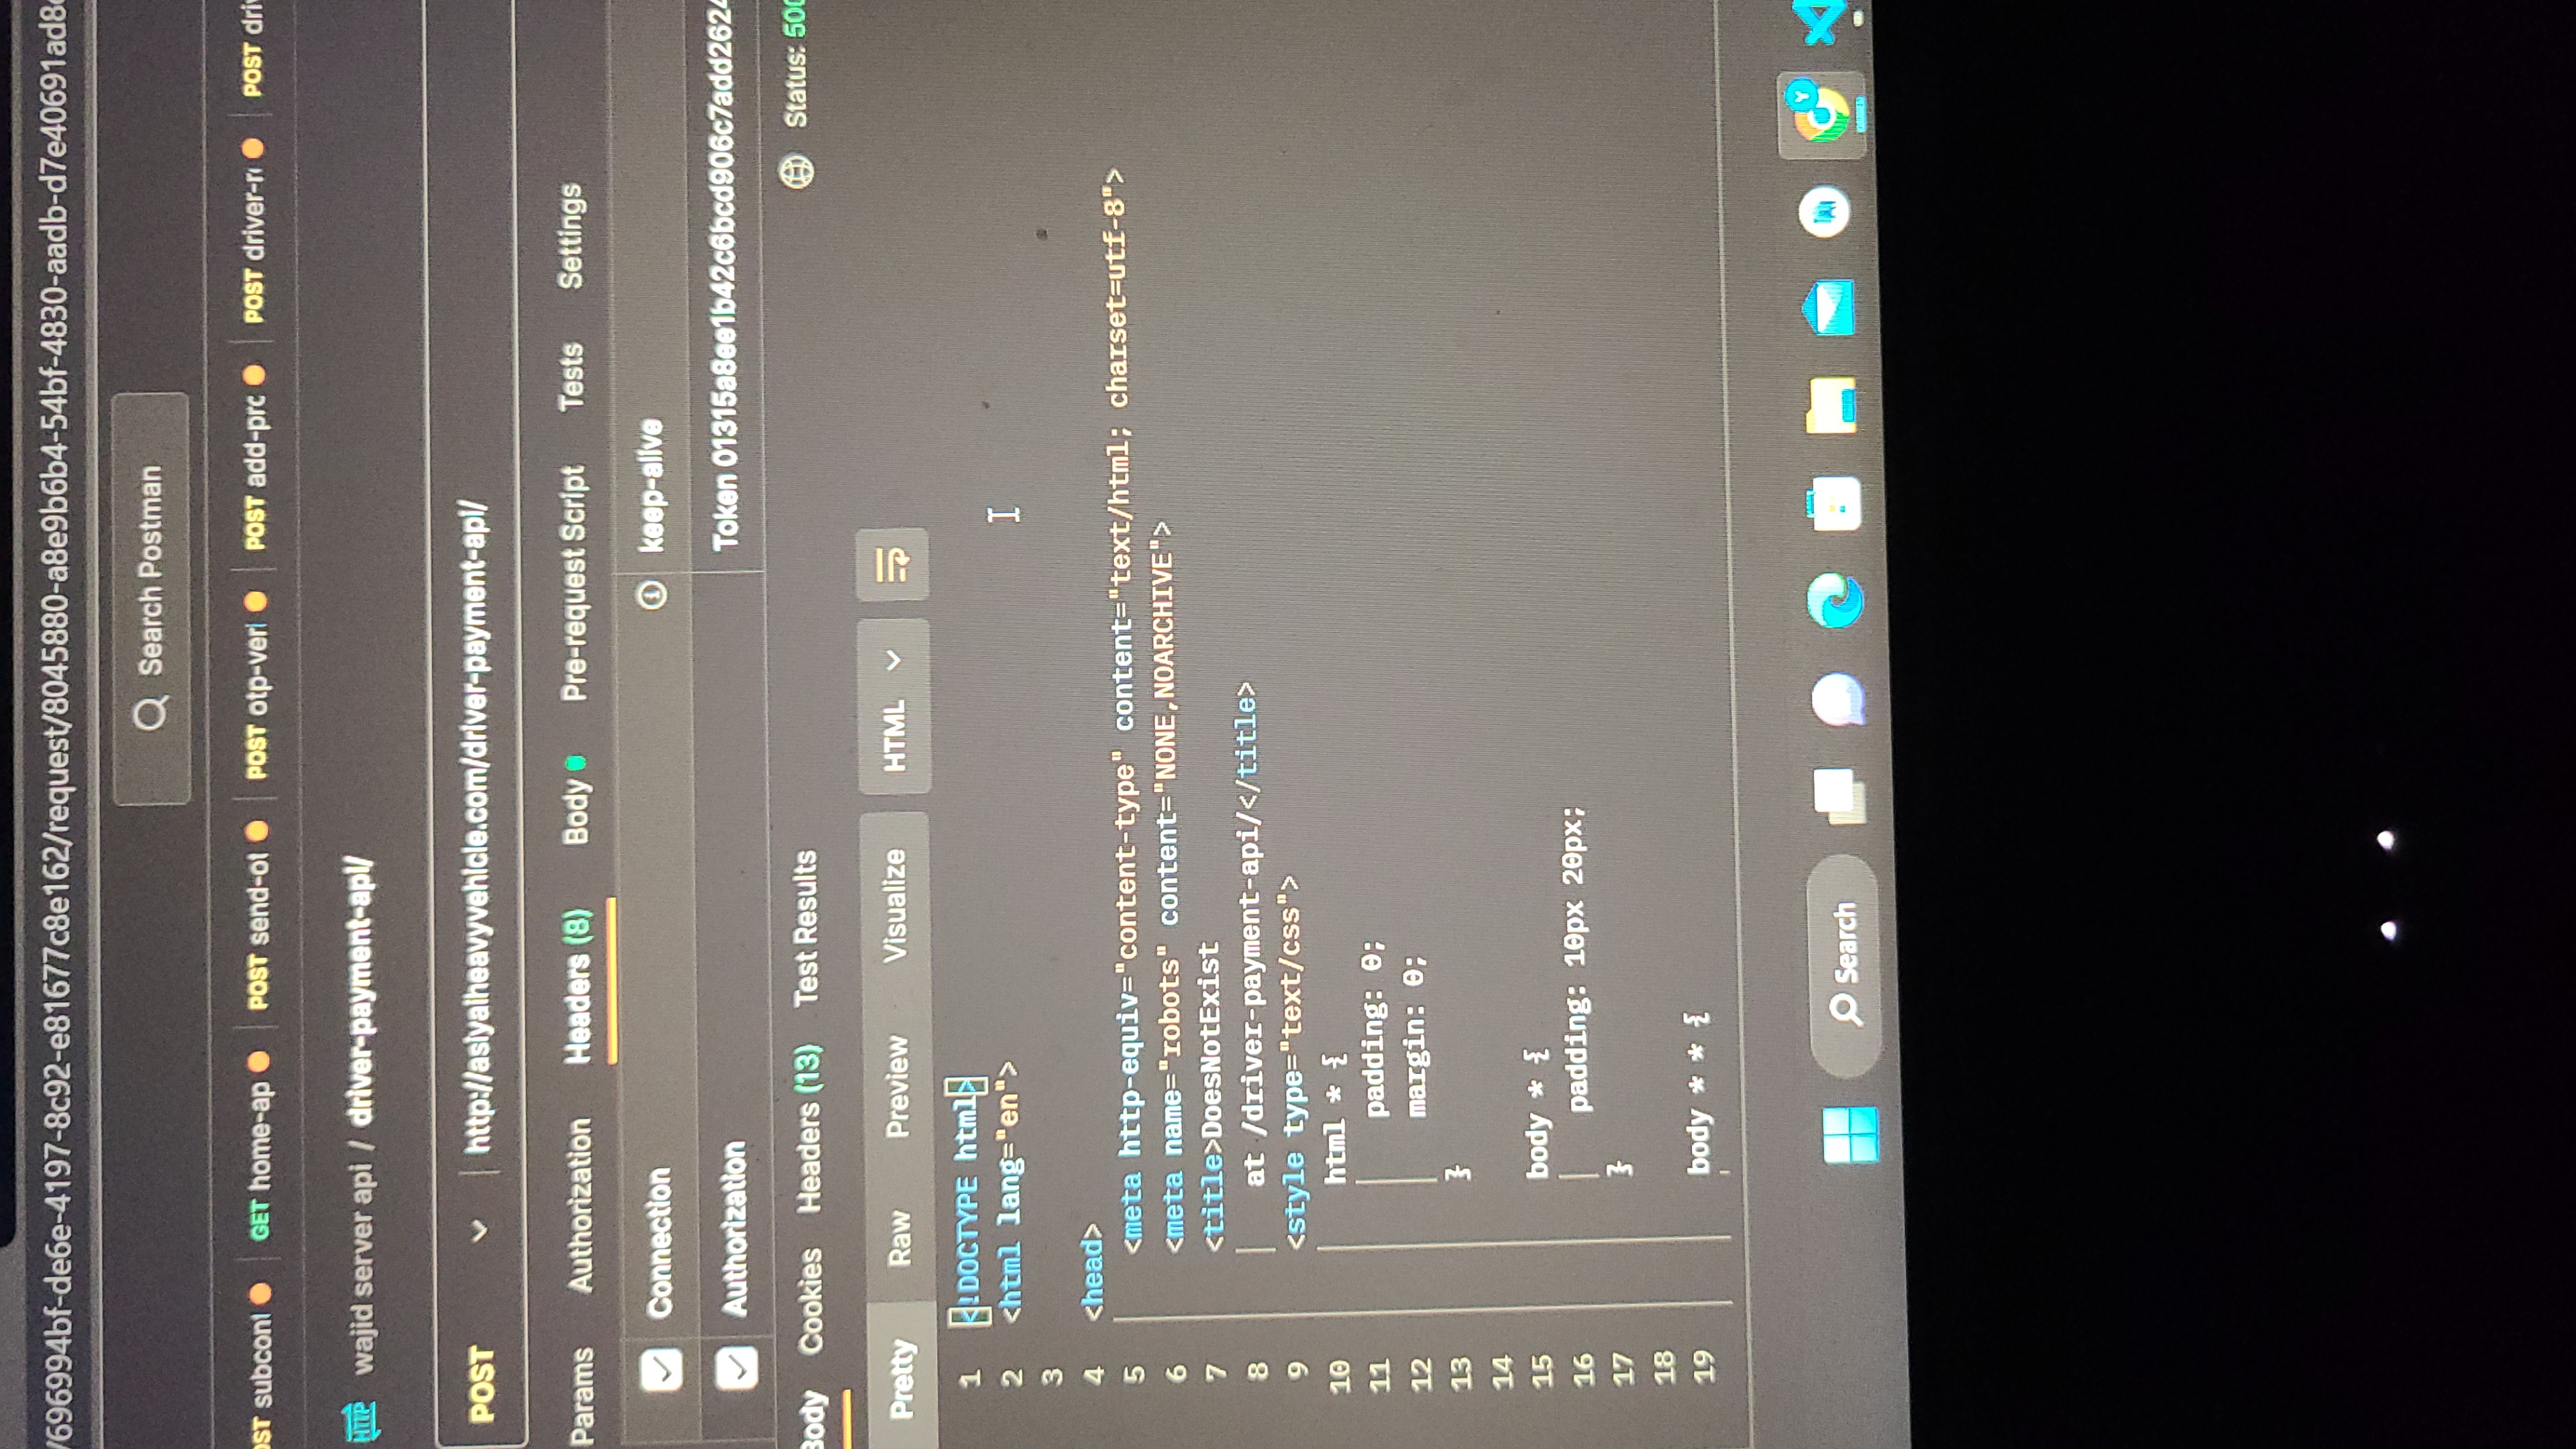 /696994bf-de6e-4197-8c92-e81677c8e162/request/8045880-a8e9b6b4-54bf-4830-aadb-d7e40691ad8
Search Postman
OST subcont GET home-ap POST send-ot POST otp-veri POST add-pro POST driver-r POST driv
HTTP wajid server api / driver-payment-api/
POST http://asiyaiheavyvehicle.com/driver-payment-api/
Params Authorization Headers (8) Body Pre-request Script Tests Settings
Connection keep-alive
Authorization Token 01315a8ee1b42c6bcd906c7add2624
Body Cookies Headers (13) Test Results Status: 500
Pretty Raw Preview Visualize HTML
1 <!DOCTYPE html>
2 <html lang="en">
3
4 <head>
5 <meta http-equiv="content-type" content="text/html; charset=utf-8">
6 <meta name="robots" content="NONE,NOARCHIVE">
7 <title>DoesNotExist
8 at /driver-payment-api/</title>
9 <style type="text/css">
10 html * {
11 padding: 0;
12 margin: 0;
13 }
14
15 body * {
16 padding: 10px 20px;
17 }
18
19 body * * {
Search
Y